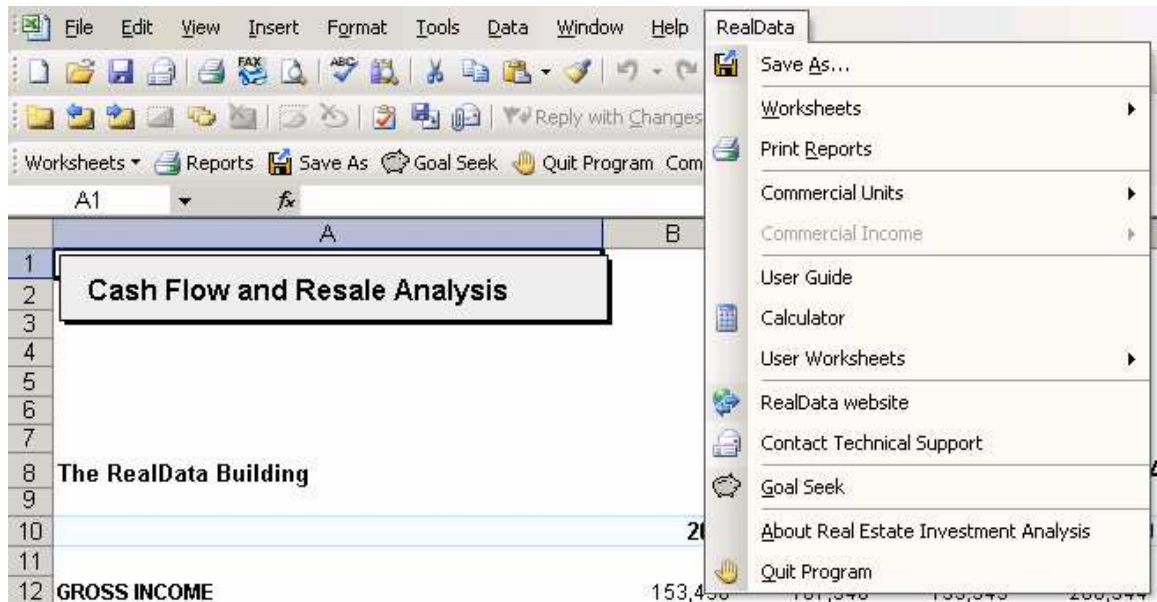 File Edit View Insert Format Tools Data Window Help RealData
Reply with Changes
Worksheets Reports Save As Goal Seek Quit Program Com
A1 fx
A B
1
2 Cash Flow and Resale Analysis
3
4
5
6
7
8 The RealData Building
9
10
11
12 GROSS INCOME
Save As...
Worksheets
Print Reports
Commercial Units
Commercial Income
User Guide
Calculator
User Worksheets
RealData website
Contact Technical Support
Goal Seek
About Real Estate Investment Analysis
Quit Program